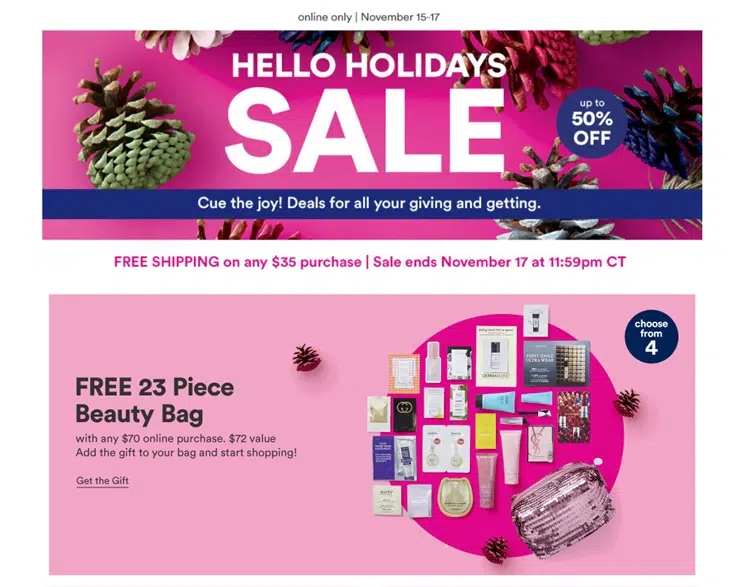 online only | November 15-17
HELLO HOLIDAYS
SALE
up to
50%
OFF
Cue the joy! Deals for all your giving and getting.
FREE SHIPPING on any $35 purchase | Sale ends November 17 at 11:59pm CT
choose
from
4
FREE 23 Piece
Beauty Bag
with any $70 online purchase. $72 value
Add the gift to your bag and start shopping!
Get the Gift